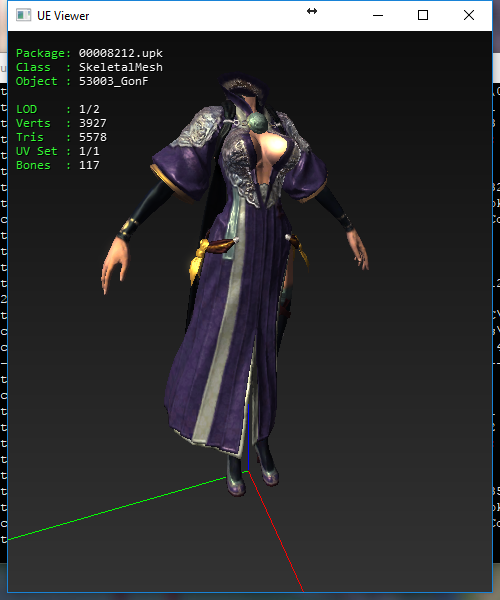 UE Viewer
Package: 00008212.upk
Class : SkeletalMesh
Object : 53003_GonF
LOD : 1/2
Verts : 3927
Tris : 5578
UV Set : 1/1
Bones : 117